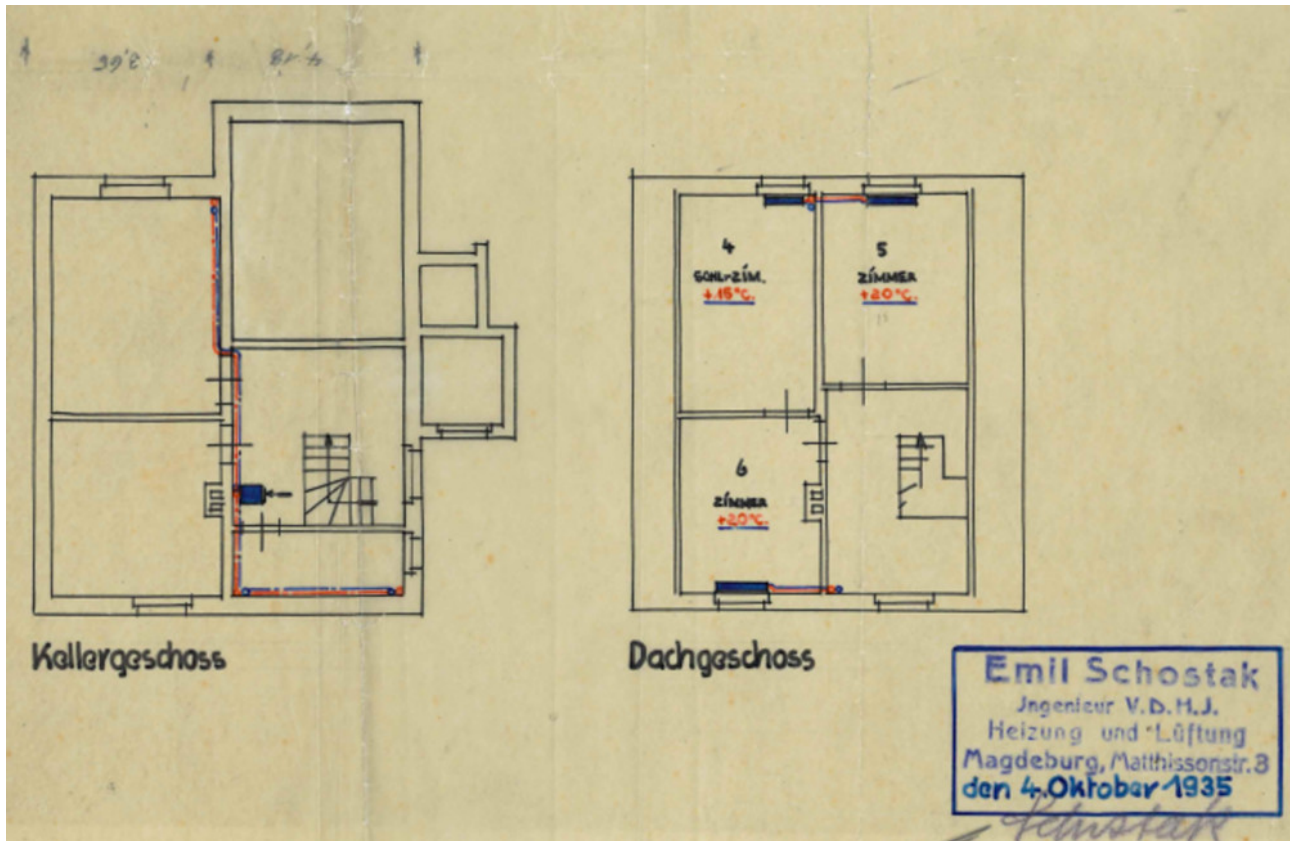 4
SCHL-ZIM.
+15°C.
5
ZIMMER
+20°C.
6
ZIMMER
+20°C.
Kellergeschoss
Dachgeschoss
Emil Schostak
Jngenieur V.D.H.J.
Heizung und Lüftung
Magdeburg, Matthissonstr. 3
den 4. Oktober 1935
Schostak